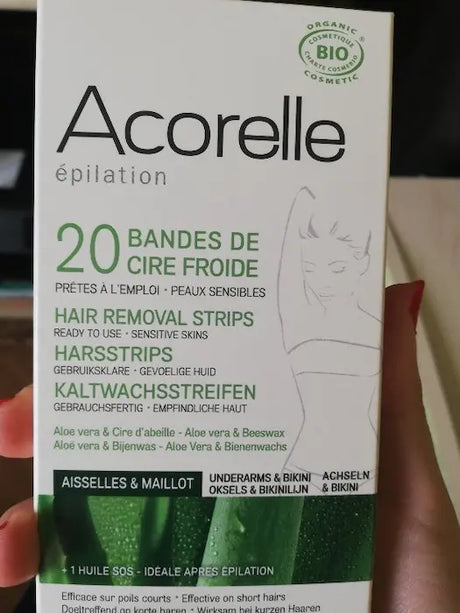 ORGANIC
COSMETIQUE
BIO
CHARTE COSMEBIO
COSMETIC
Acorelle
épilation
20 BANDES DE
CIRE FROIDE
PRÊTES À L'EMPLOI • PEAUX SENSIBLES
HAIR REMOVAL STRIPS
READY TO USE • SENSITIVE SKINS
HARSSTRIPS
GEBRUIKSKLARE • GEVOELIGE HUID
KALTWACHSSTREIFEN
GEBRAUCHSFERTIG • EMPFINDLICHE HAUT
Aloe vera & Cire d'abeille - Aloe vera & Beeswax
Aloë vera & Bijenwas - Aloe Vera & Bienenwachs
AISSELLES & MAILLOT
UNDERARMS & BIKINI
OKSELS & BIKINILIJN
ACHSELN
& BIKINI
+ 1 HUILE SOS - IDÉALE APRÈS ÉPILATION
Efficace sur poils courts • Effective on short hairs
Doeltreffend op korte haren • Wirksam bei kurzen Haaren